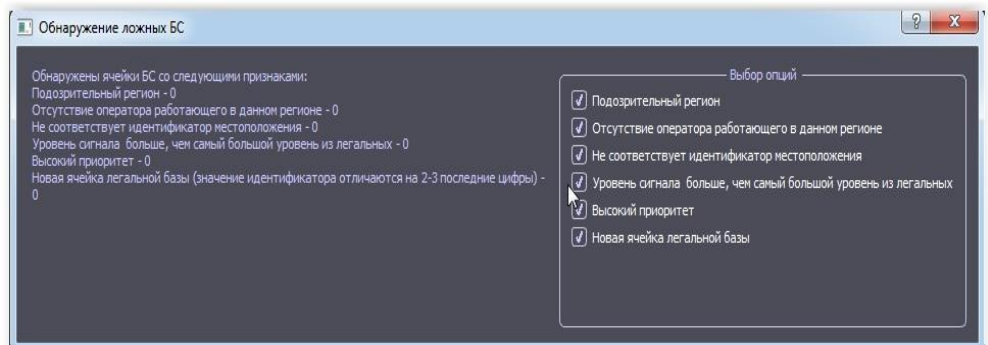 Обнаружение ложных БС
Обнаружены ячейки БС со следующими признаками:
Подозрительный регион - 0
Отсутствие оператора работающего в данном регионе - 0
Не соответствует идентификатор местоположения - 0
Уровень сигнала больше, чем самый большой уровень из легальных - 0
Высокий приоритет - 0
Новая ячейка легальной базы (значение идентификатора отличаются на 2-3 последние цифры) -
0
Выбор опций
Подозрительный регион
Отсутствие оператора работающего в данном регионе
Не соответствует идентификатор местоположения
Уровень сигнала больше, чем самый большой уровень из легальных
Высокий приоритет
Новая ячейка легальной базы